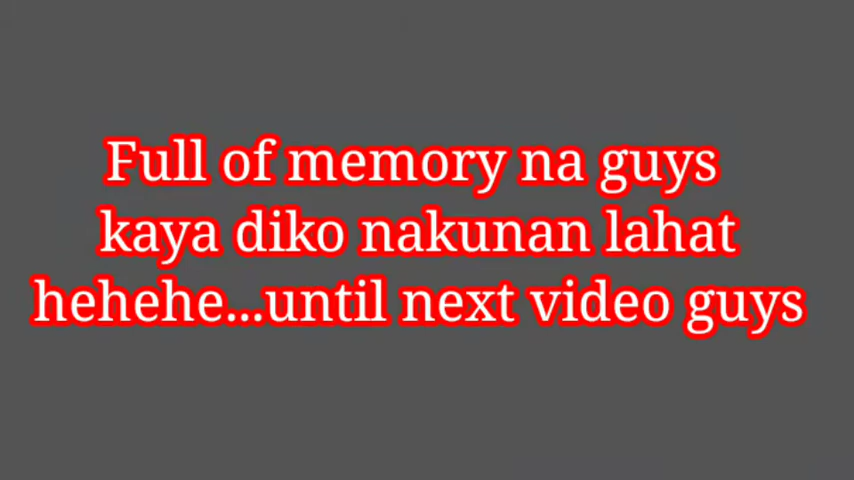 Full of memory na guys
kaya diko nakunan lahat
hehehe...until next video guys